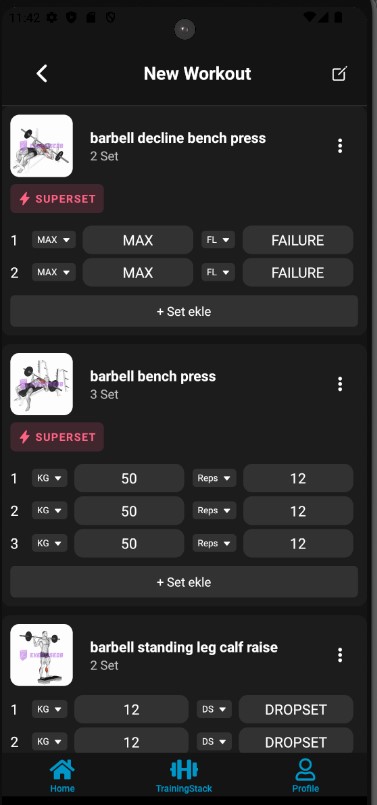 11:42
New Workout
barbell decline bench press
2 Set
SUPERSET
1 MAX MAX FL FAILURE
2 MAX MAX FL FAILURE
+ Set ekle
barbell bench press
3 Set
SUPERSET
1 KG 50 Reps 12
2 KG 50 Reps 12
3 KG 50 Reps 12
+ Set ekle
barbell standing leg calf raise
2 Set
1 KG 12 DS DROPSET
2 KG 12 DS DROPSET
Home TrainingStack Profile